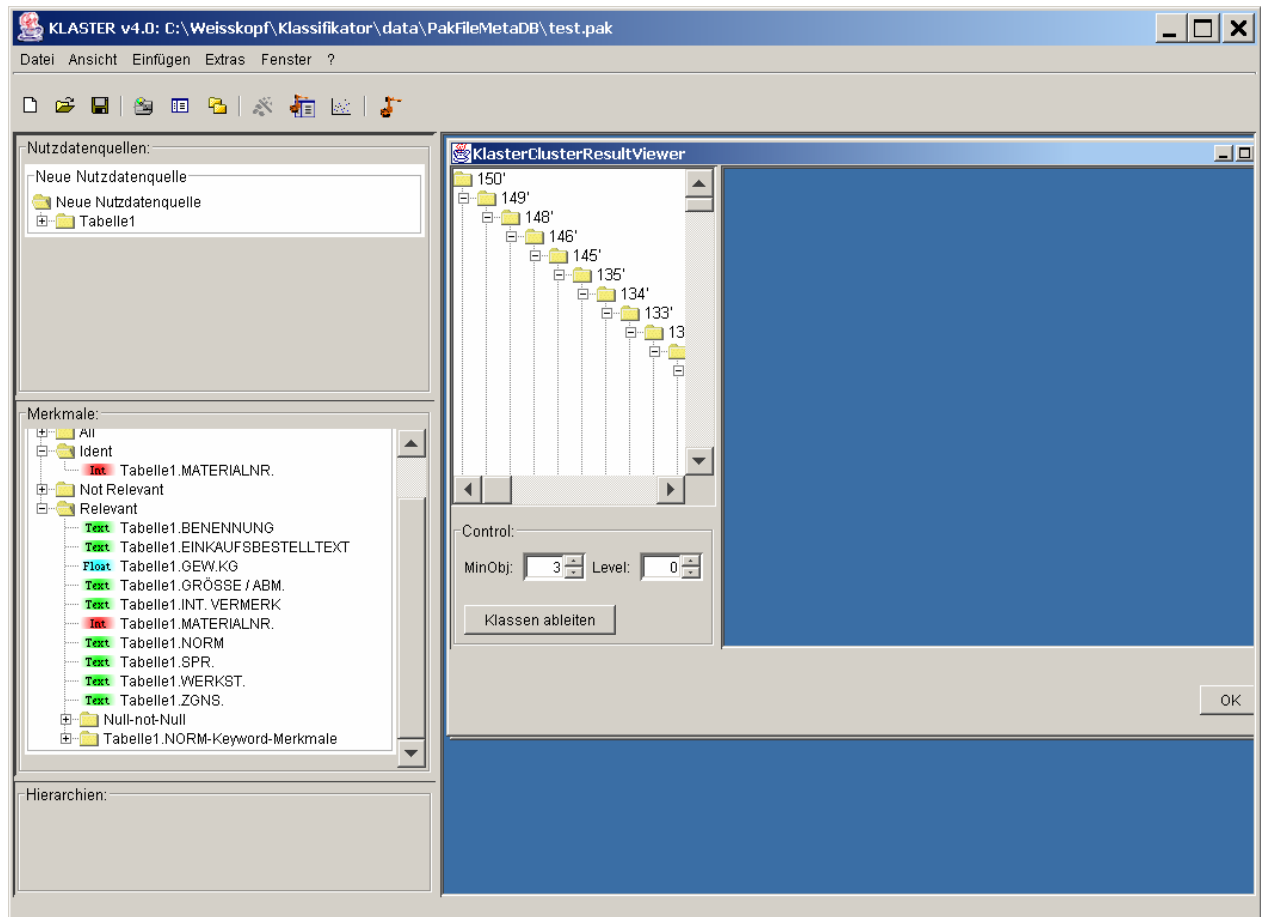 KLASTER v4.0: C:\Weisskopf\Klassifikator\data\PakFileMetaDB\test.pak
Datei Ansicht Einfügen Extras Fenster ?
Nutzdatenquellen:
Neue Nutzdatenquelle
Neue Nutzdatenquelle
Tabelle1
Merkmale:
All
Ident
Int Tabelle1.MATERIALNR.
Not Relevant
Relevant
Text Tabelle1.BENENNUNG
Text Tabelle1.EINKAUFSBESTELLTEXT
Float Tabelle1.GEW.KG
Text Tabelle1.GRÖSSE / ABM.
Text Tabelle1.INT. VERMERK
Int Tabelle1.MATERIALNR.
Text Tabelle1.NORM
Text Tabelle1.SPR.
Text Tabelle1.WERKST.
Text Tabelle1.ZGNS.
Null-not-Null
Tabelle1.NORM-Keyword-Merkmale
Hierarchien:
KlasterClusterResultViewer
150'
149'
148'
146'
145'
135'
134'
133'
13
Control:
MinObj: 3 Level: 0
Klassen ableiten
OK